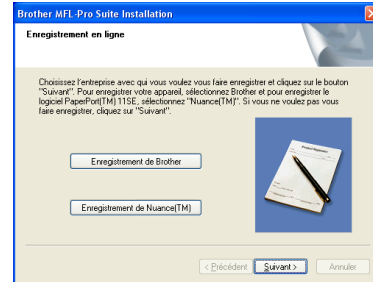 Brother MFL-Pro Suite Installation
Enregistrement en ligne
Choisissez l'entreprise avec qui vous voulez vous faire enregistrer et cliquez sur le bouton
"Suivant". Pour enregistrer votre appareil, sélectionnez Brother et pour enregistrer le
logiciel PaperPort(TM) 11SE, sélectionnez "Nuance(TM)". Si vous ne voulez pas vous
faire enregistrer, cliquez sur "Suivant".
Enregistrement de Brother
Enregistrement de Nuance(TM)
< Précédent
Suivant >
Annuler